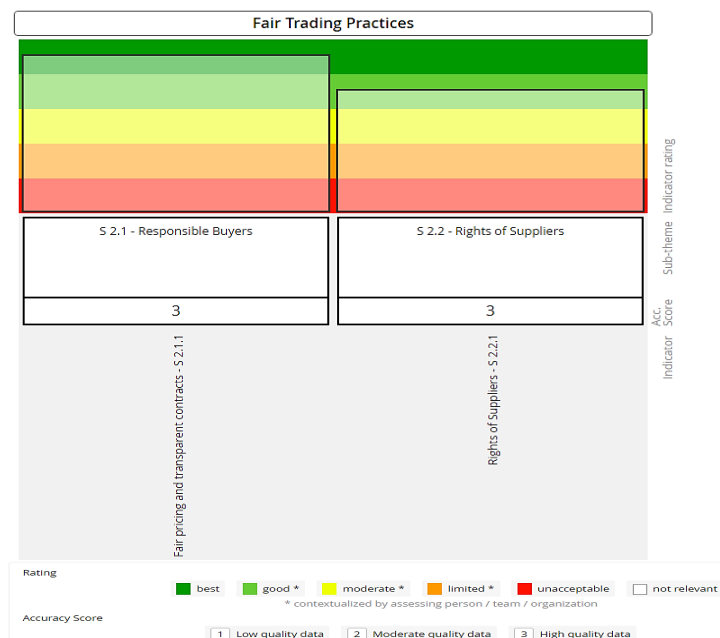 Fair Trading Practices
Indicator rating
S 2.1 - Responsible Buyers
S 2.2 - Rights of Suppliers
Sub-theme
3
3
Acc. Score
Fair pricing and transparent contracts - S 2.1.1
Rights of Suppliers - S 2.2.1
Indicator
Rating
best
good *
moderate *
limited *
unacceptable
not relevant
* contextualized by assessing person / team / organization
Accuracy Score
1 Low quality data
2 Moderate quality data
3 High quality data